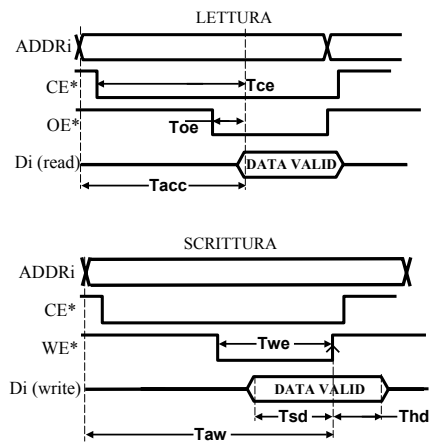 LETTURA
ADDRi
CE*
Tce
OE*
Toe
Di (read)
DATA VALID
Tacc
SCRITTURA
ADDRi
CE*
WE*
Twe
Di (write)
DATA VALID
Tsd
Thd
Taw